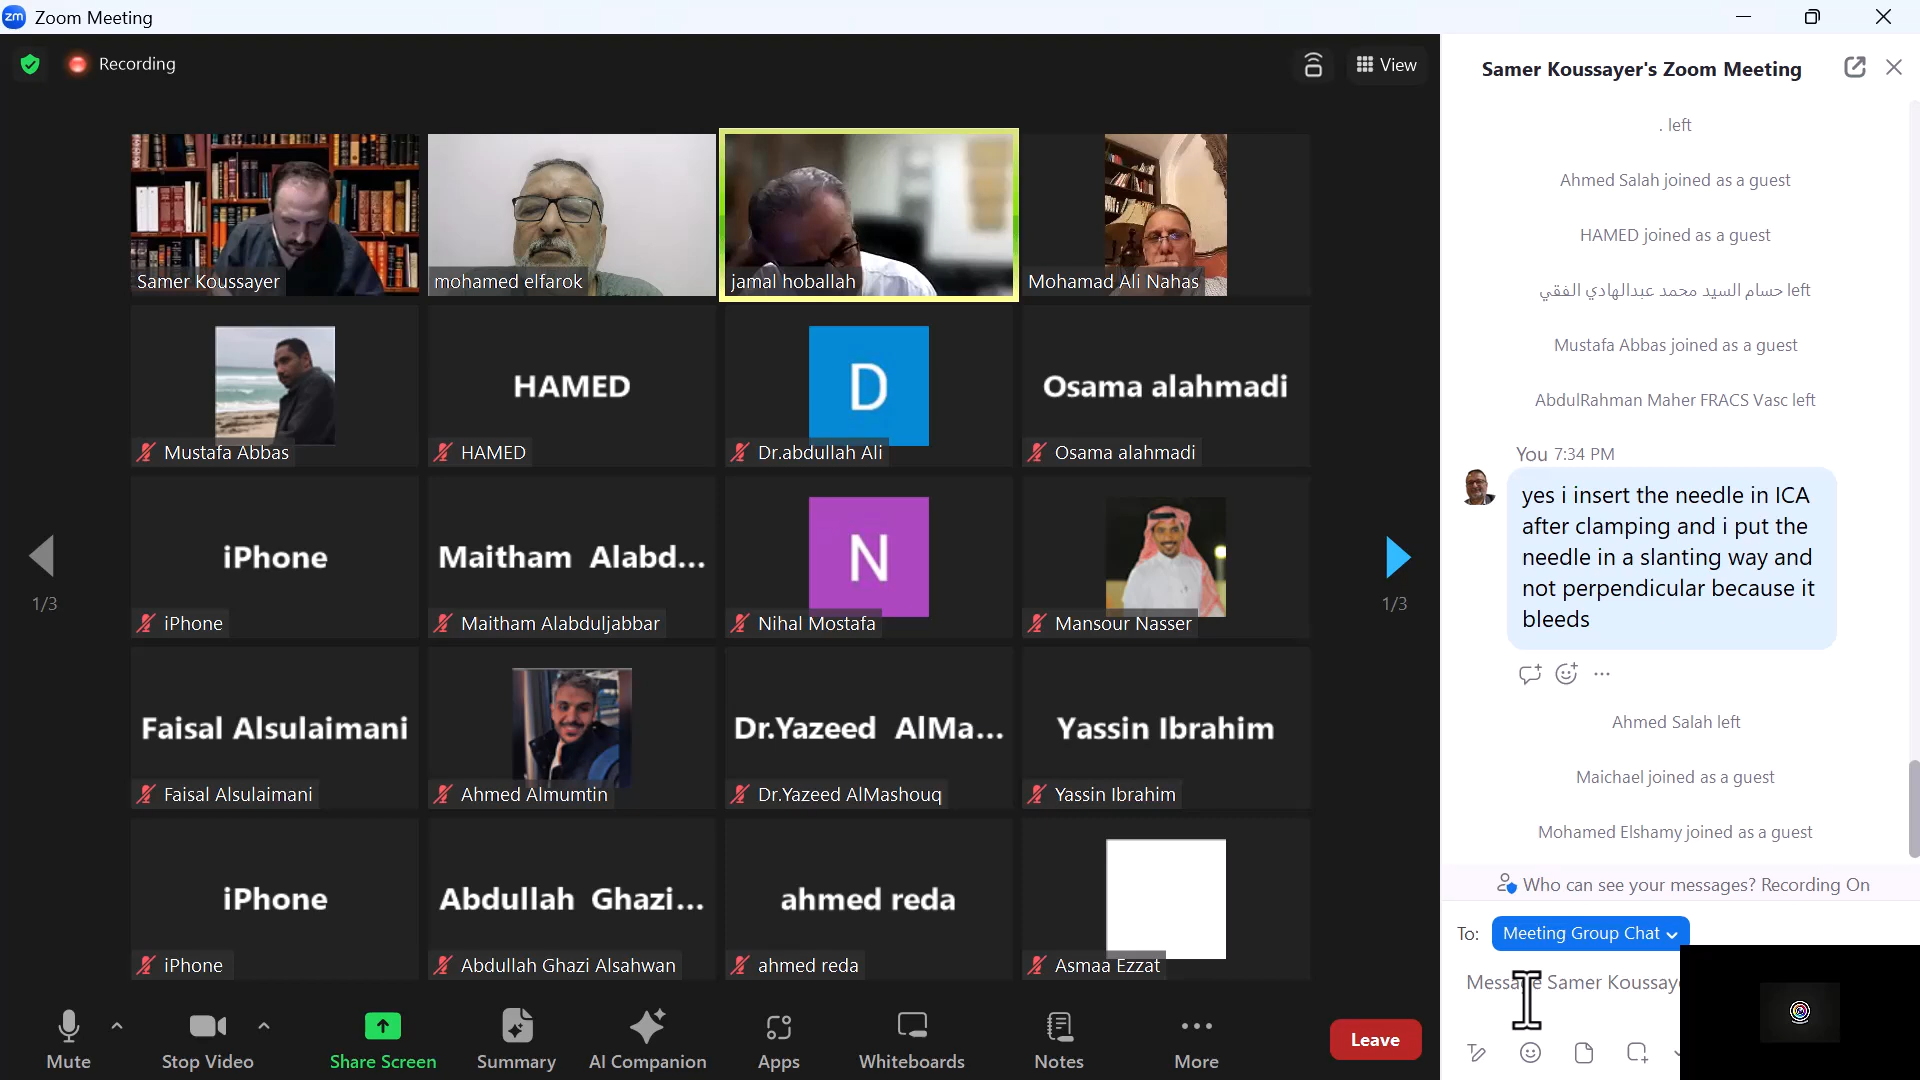 zm Zoom Meeting
Recording
View
Samer Koussayer
mohamed elfarok
jamal hoballah
Mohamad Ali Nahas
HAMED
D
Osama alahmadi
Mustafa Abbas
HAMED
Dr.abdullah Ali
Osama alahmadi
iPhone
Maitham Alabd...
N
iPhone
Maitham Alabduljabbar
Nihal Mostafa
Mansour Nasser
1/3
1/3
Faisal Alsulaimani
Dr.Yazeed AlMa...
Yassin Ibrahim
Faisal Alsulaimani
Ahmed Almumtin
Dr.Yazeed AlMashouq
Yassin Ibrahim
iPhone
Abdullah Ghazi...
ahmed reda
iPhone
Abdullah Ghazi Alsahwan
ahmed reda
Asmaa Ezzat
Mute
Stop Video
Share Screen
Summary
AI Companion
Apps
Whiteboards
Notes
More
Leave
Samer Koussayer's Zoom Meeting
. left
Ahmed Salah joined as a guest
HAMED joined as a guest
حسام السيد محمد عبدالهادي الفقي left
Mustafa Abbas joined as a guest
AbdulRahman Maher FRACS Vasc left
You 7:34 PM
yes i insert the needle in ICA
after clamping and i put the
needle in a slanting way and
not perpendicular because it
bleeds
Ahmed Salah left
Maichael joined as a guest
Mohamed Elshamy joined as a guest
Who can see your messages? Recording On
To: Meeting Group Chat
Message Samer Koussay